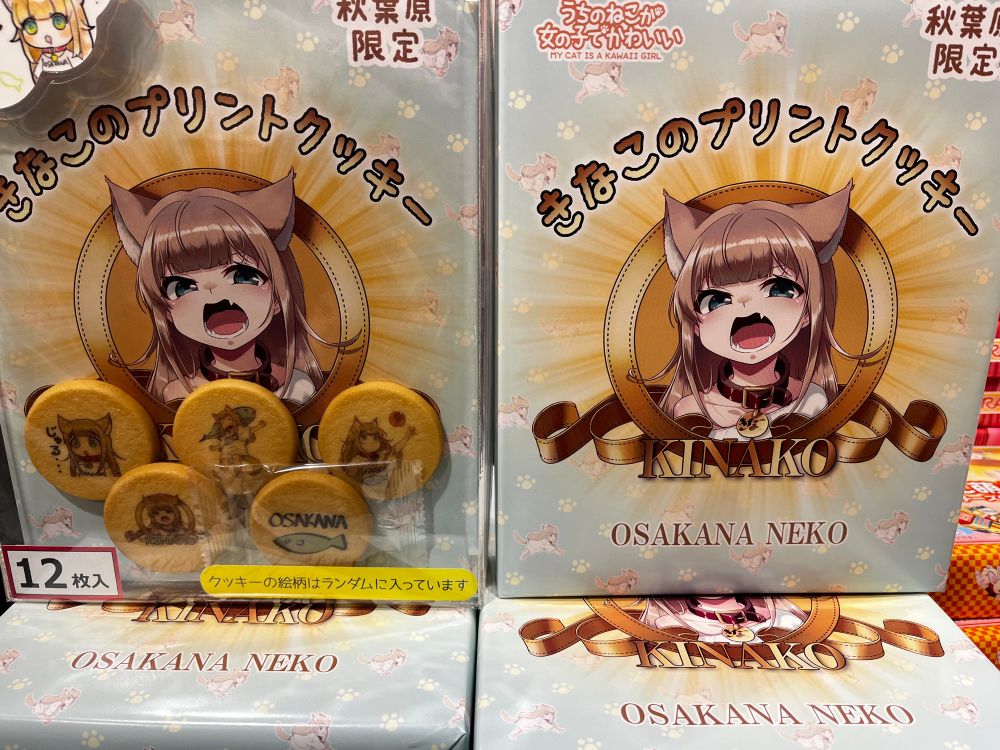 秋葉原
限定
きなこのプリントクッキー
KINAKO
じゅる…
OSAKANA
12枚入
クッキーの絵柄はランダムに入っています
KINAKO
OSAKANA NEKO
うちのねこが
女の子でかわいい
MY CAT IS A KAWAII GIRL
秋葉原
限定
きなこのプリントクッキー
KINAKO
OSAKANA NEKO
KINAKO
OSAKANA NEKO